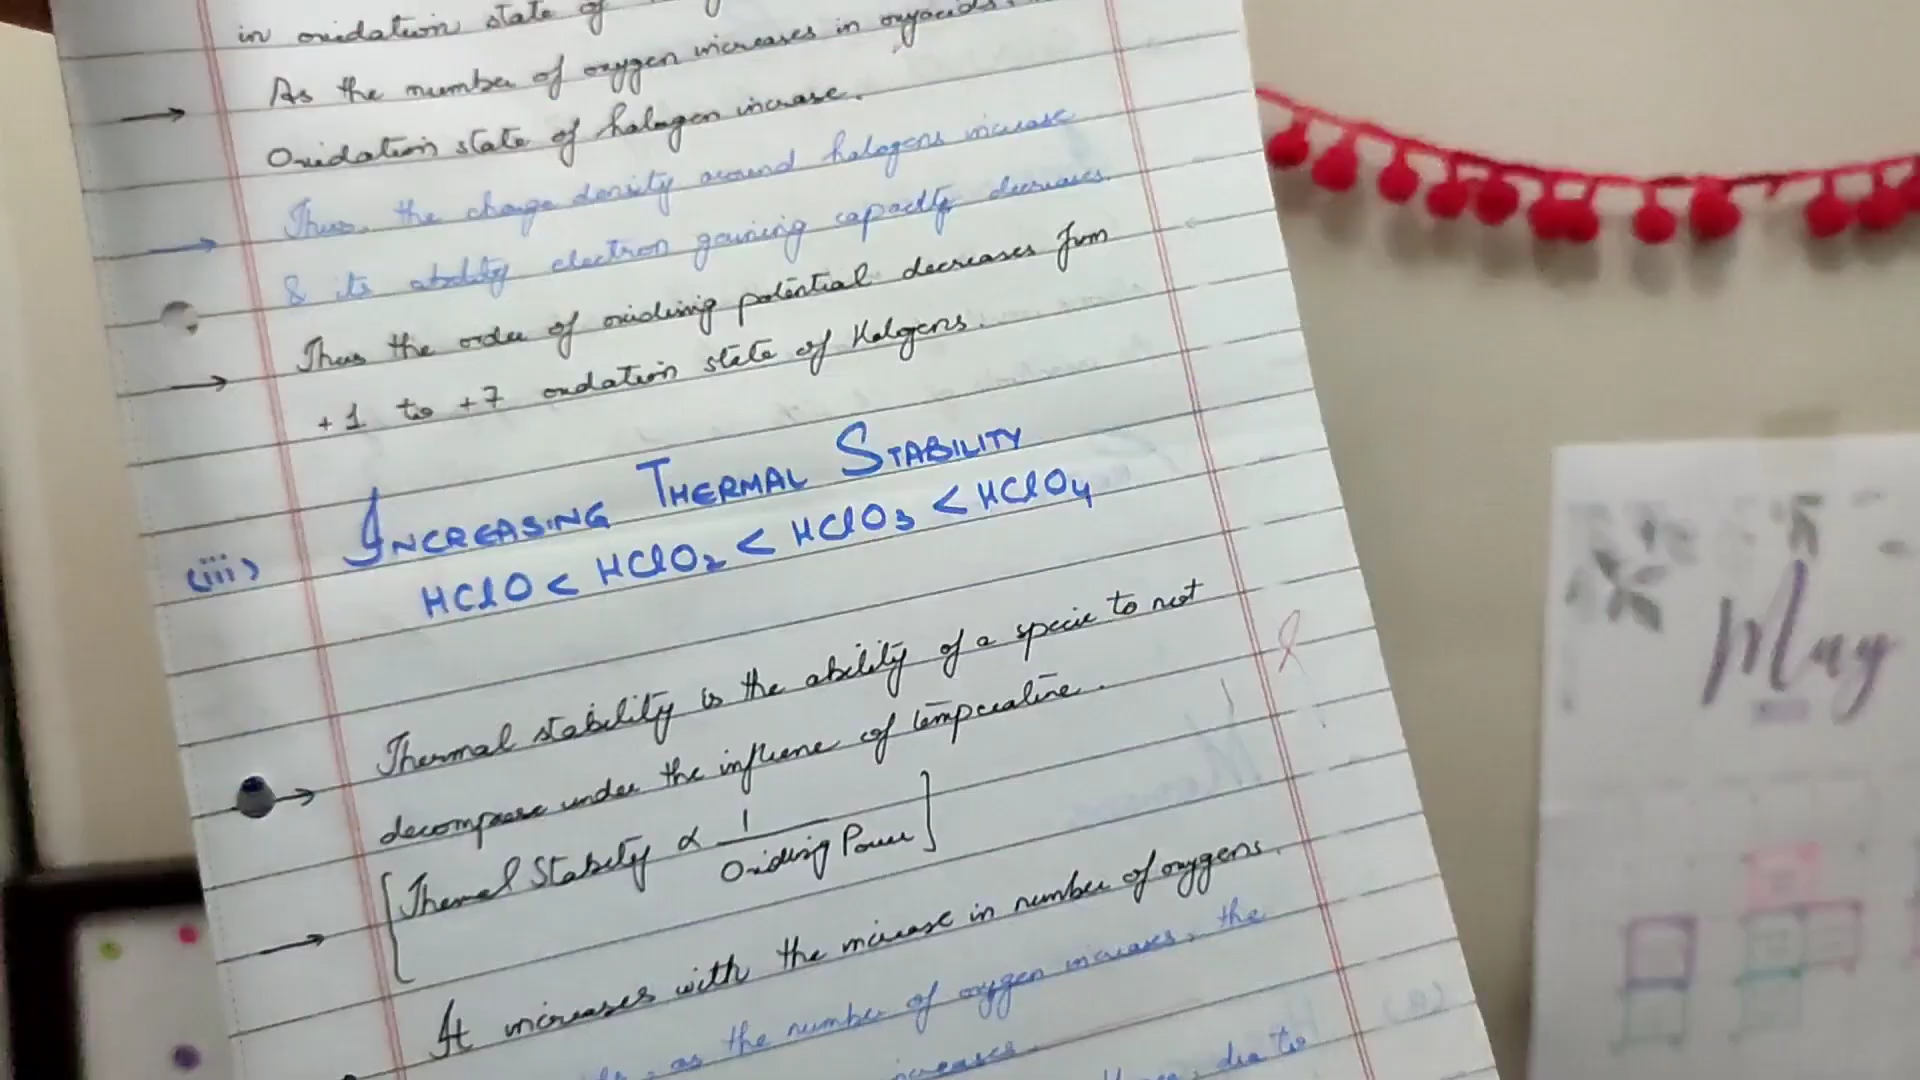 in oxidation state of
As the number of oxygen increases in oxyacids,
Oxidation state of halogen increase.
Thus, the charge density around halogens increase
& its ability electron gaining capacity decreases.
Thus the order of oxidising potential decreases from
+1 to +7 oxidation state of Halogens.
(iii) INCREASING THERMAL STABILITY
HClO < HClO2 < HClO3 < HClO4
Thermal stability is the ability of a specie to not
decompose under the influence of temperature.
[Thermal Stability ∝ 1/Oxidising Power]
It increases with the increase in number of oxygens.
as the number of oxygen increases, the
increases. due to
May